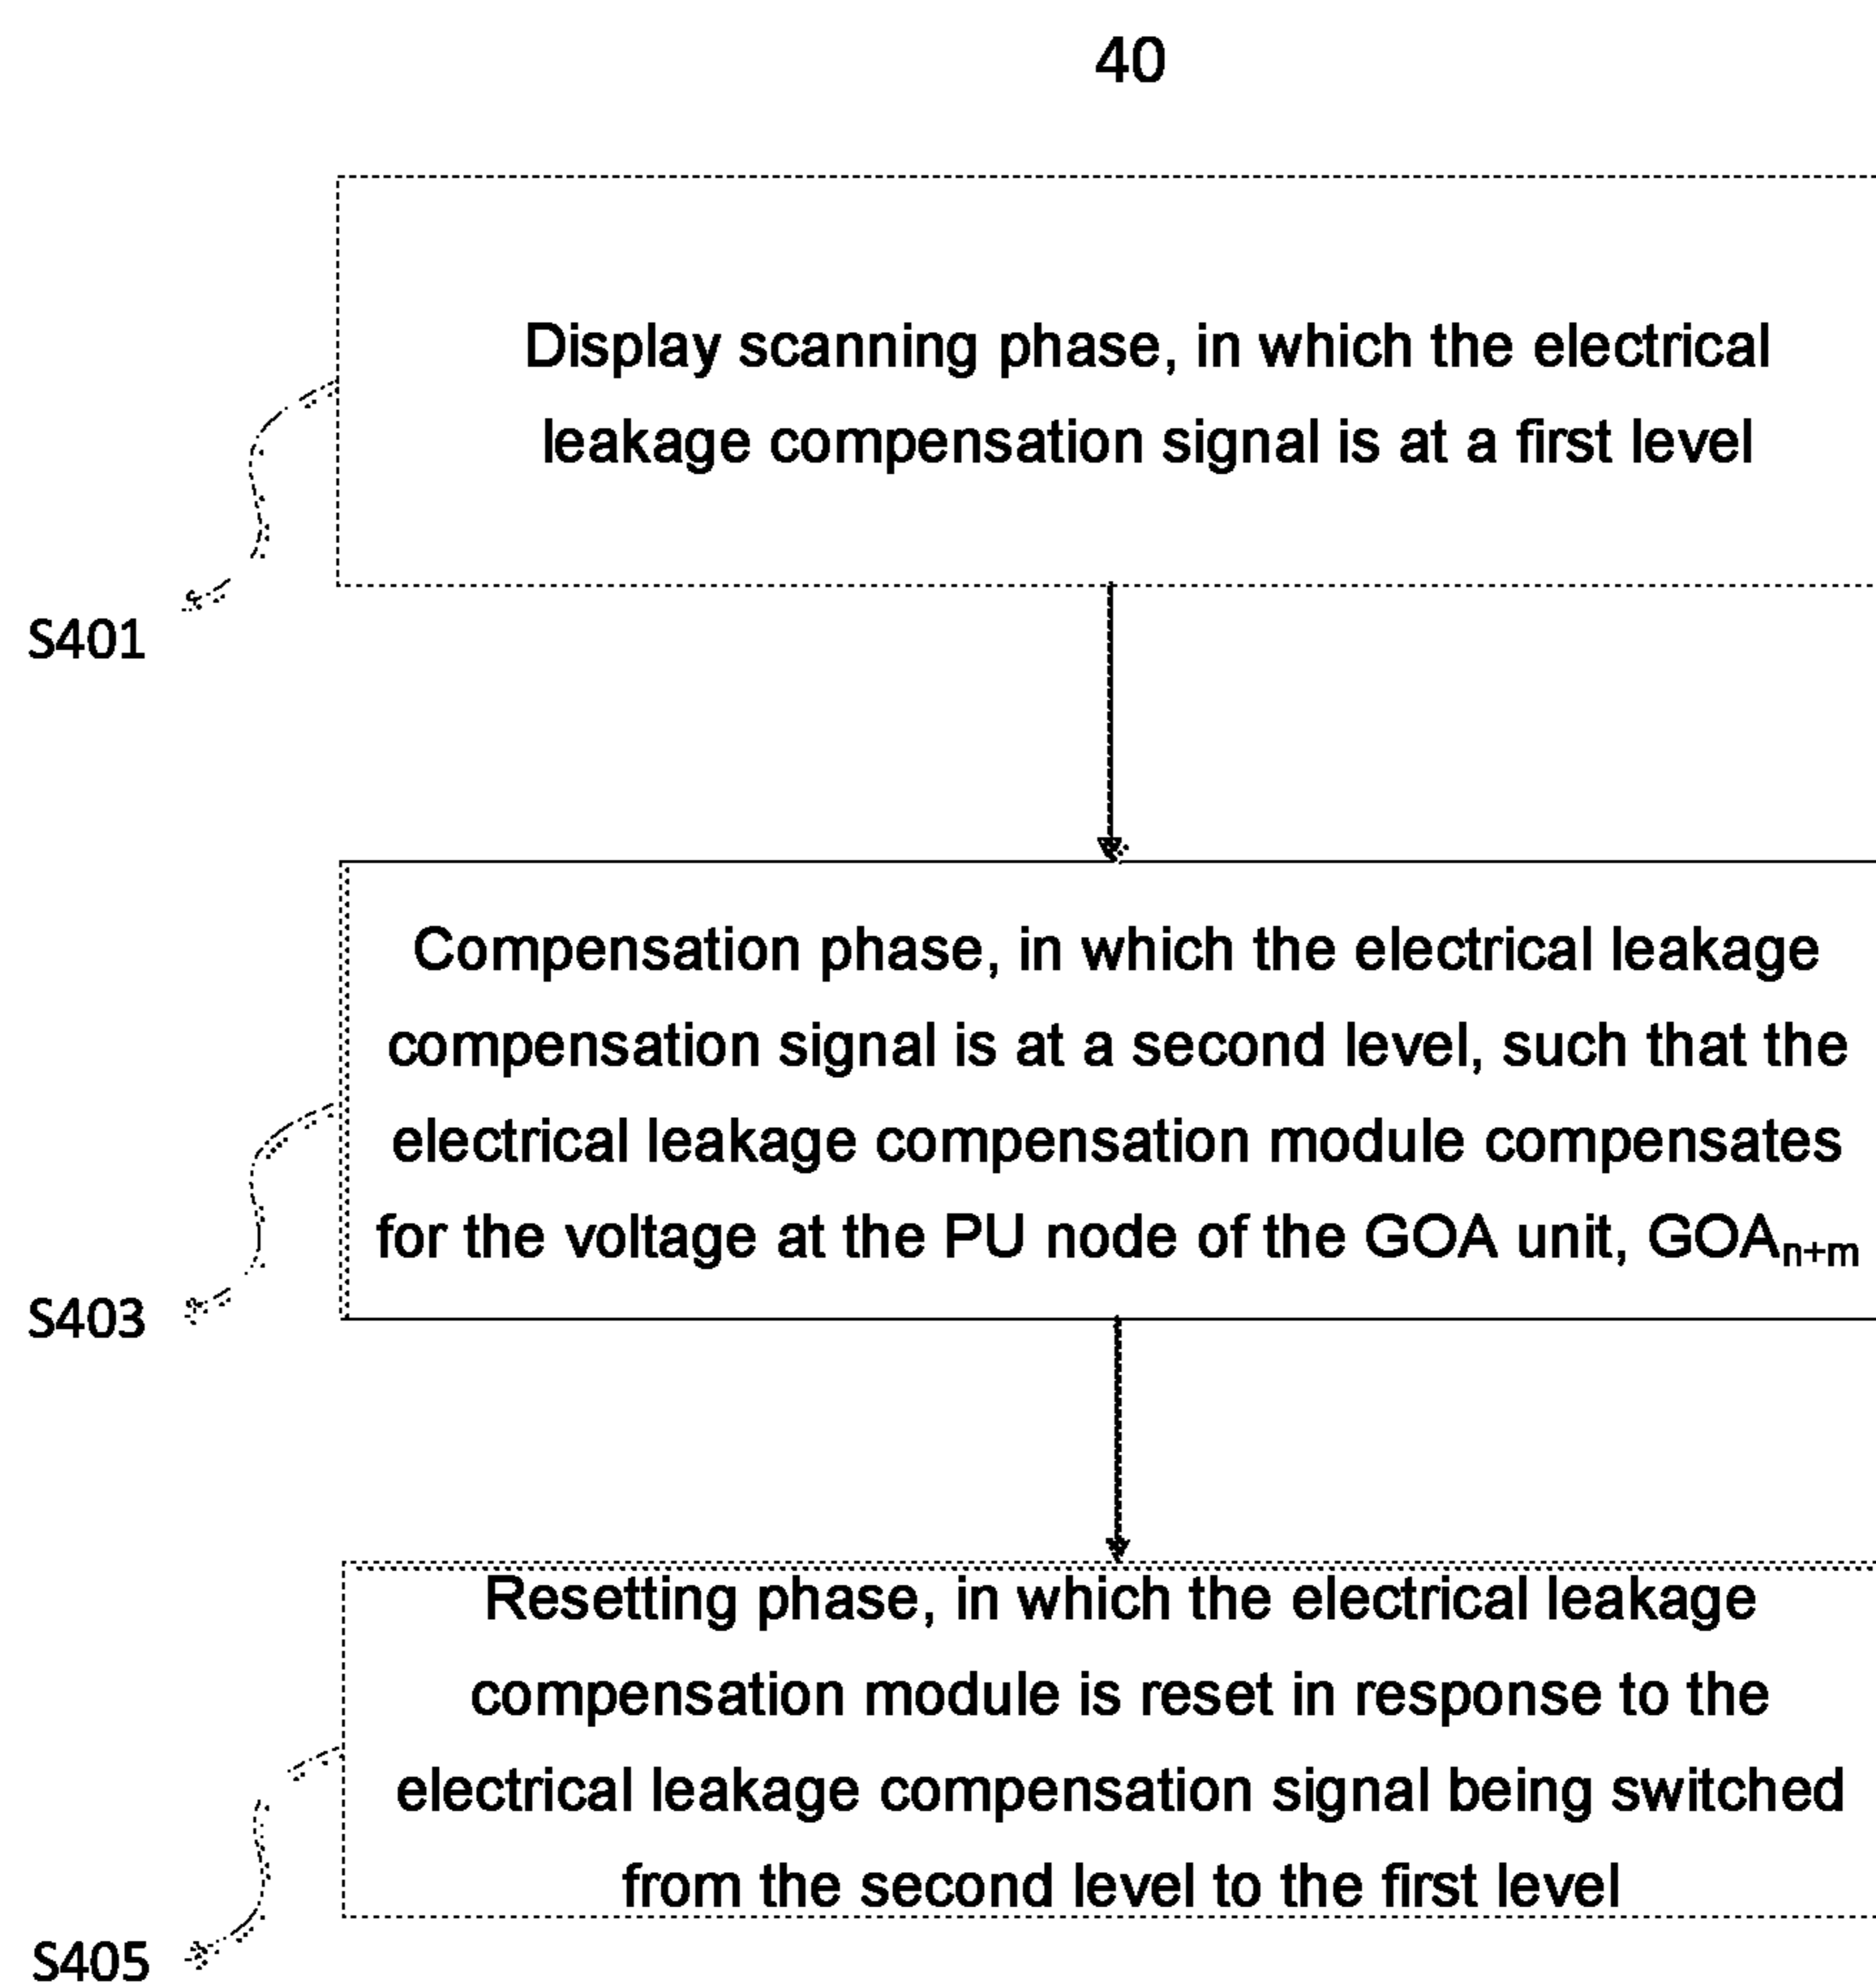 40
Display scanning phase, in which the electrical
leakage compensation signal is at a first level
S401
Compensation phase, in which the electrical leakage
compensation signal is at a second level, such that the
electrical leakage compensation module compensates
for the voltage at the PU node of the GOA unit, GOAn+m
S403
Resetting phase, in which the electrical leakage
compensation module is reset in response to the
electrical leakage compensation signal being switched
from the second level to the first level
S405